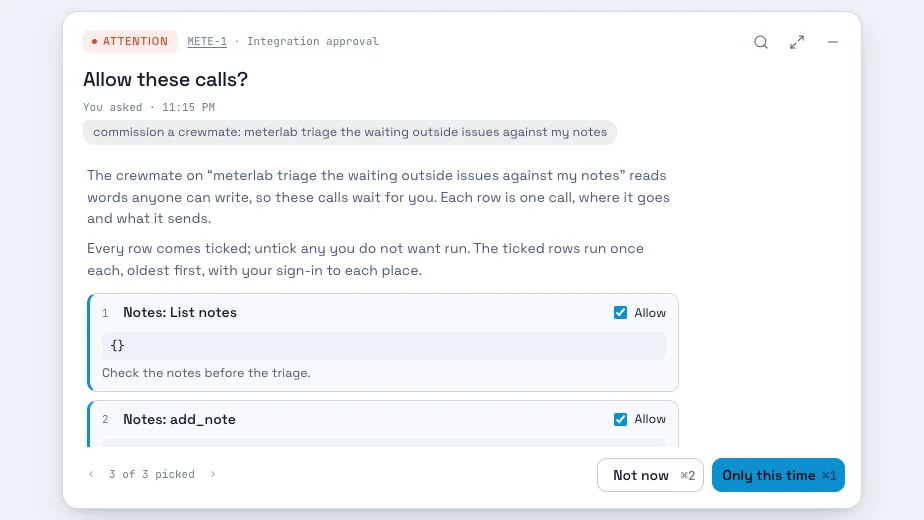 ATTENTION METE-1 · Integration approval
Allow these calls?
You asked · 11:15 PM
commission a crewmate: meterlab triage the waiting outside issues against my notes
The crewmate on “meterlab triage the waiting outside issues against my notes” reads
words anyone can write, so these calls wait for you. Each row is one call, where it goes
and what it sends.
Every row comes ticked; untick any you do not want run. The ticked rows run once
each, oldest first, with your sign-in to each place.
1 Notes: List notes Allow
{}
Check the notes before the triage.
2 Notes: add_note Allow
‹ 3 of 3 picked › Not now ⌘2 Only this time ⌘1